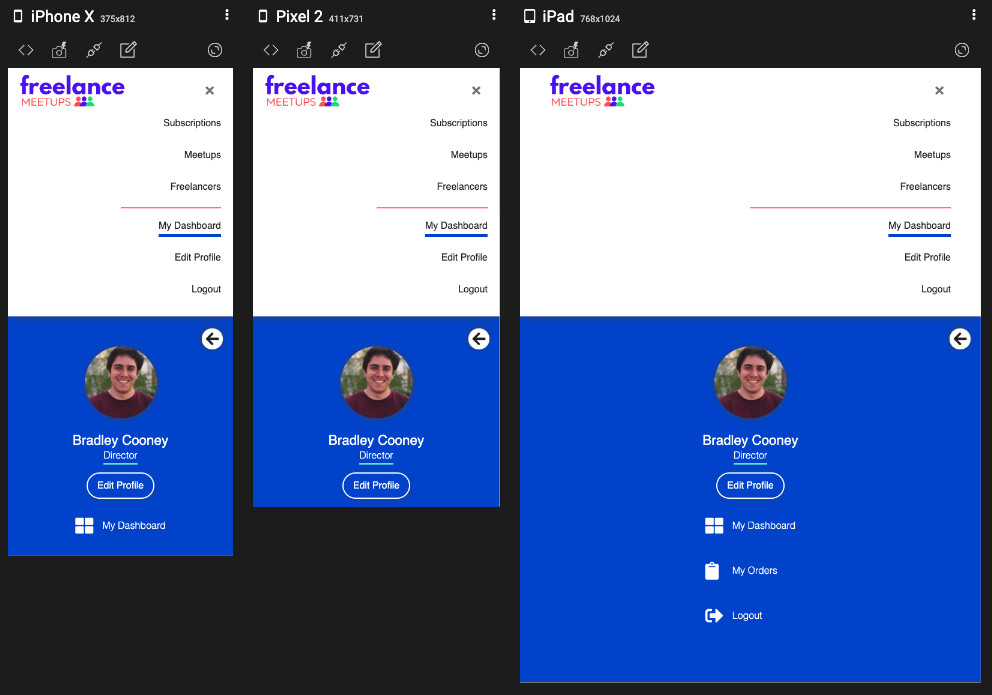 iPhone X 375x812
freelance
MEETUPS
Subscriptions
Meetups
Freelancers
My Dashboard
Edit Profile
Logout
Bradley Cooney
Director
Edit Profile
My Dashboard
Pixel 2 411x731
freelance
MEETUPS
Subscriptions
Meetups
Freelancers
My Dashboard
Edit Profile
Logout
Bradley Cooney
Director
Edit Profile
iPad 768x1024
freelance
MEETUPS
Subscriptions
Meetups
Freelancers
My Dashboard
Edit Profile
Logout
Bradley Cooney
Director
Edit Profile
My Dashboard
My Orders
Logout